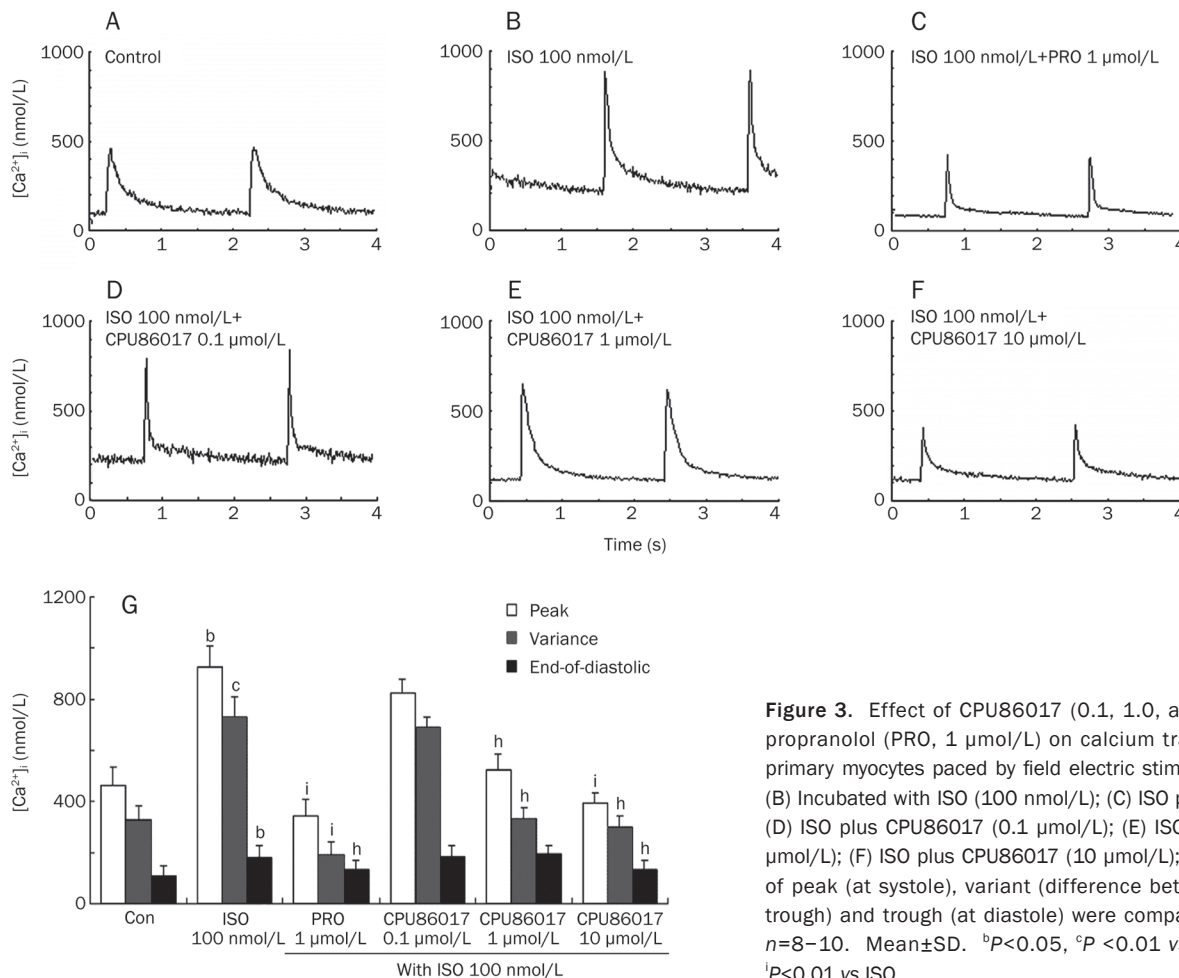 A
Control
1000
500
0
[Ca²⁺]ᵢ (nmol/L)
0 1 2 3 4
B
ISO 100 nmol/L
1000
500
0
0 1 2 3 4
C
ISO 100 nmol/L+PRO 1 µmol/L
1000
500
0
0 1 2 3 4
D
ISO 100 nmol/L+
CPU86017 0.1 µmol/L
1000
500
0
[Ca²⁺]ᵢ (nmol/L)
0 1 2 3 4
E
ISO 100 nmol/L+
CPU86017 1 µmol/L
1000
500
0
0 1 2 3 4
F
ISO 100 nmol/L+
CPU86017 10 µmol/L
1000
500
0
0 1 2 3 4
Time (s)
G
1200
800
400
0
[Ca²⁺]ᵢ (nmol/L)
Peak
Variance
End-of-diastolic
b c b
i i h
h h
i h h
Con ISO PRO CPU86017 CPU86017 CPU86017
100 nmol/L 1 µmol/L 0.1 µmol/L 1 µmol/L 10 µmol/L
With ISO 100 nmol/L
Figure 3. Effect of CPU86017 (0.1, 1.0, a
propranolol (PRO, 1 µmol/L) on calcium tra
primary myocytes paced by field electric stim
(B) Incubated with ISO (100 nmol/L); (C) ISO p
(D) ISO plus CPU86017 (0.1 µmol/L); (E) ISO
µmol/L); (F) ISO plus CPU86017 (10 µmol/L);
of peak (at systole), variant (difference bet
trough) and trough (at diastole) were compa
n=8–10. Mean±SD. ᵇP<0.05, ᶜP <0.01 v
ⁱP<0.01 vs ISO.